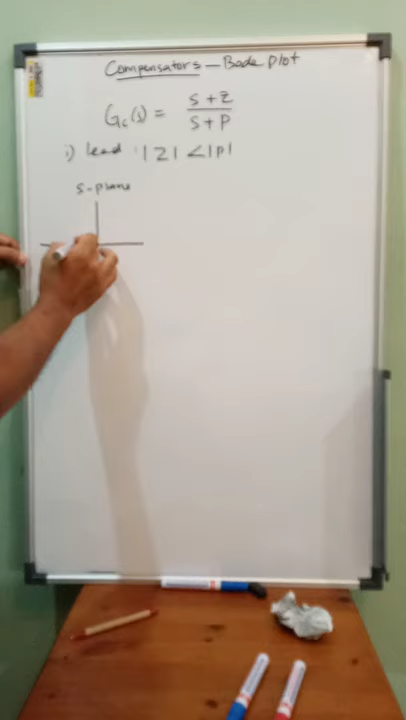 Compensators — Bode plot
Gc(s) = s+z / s+p
i) lead : |z| < |p|
s-plane